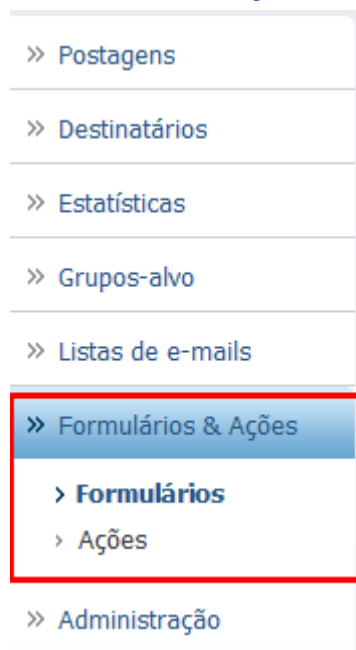 Postagens
Destinatários
Estatísticas
Grupos-alvo
Listas de e-mails
Formulários & Ações
Formulários
Ações
Administração